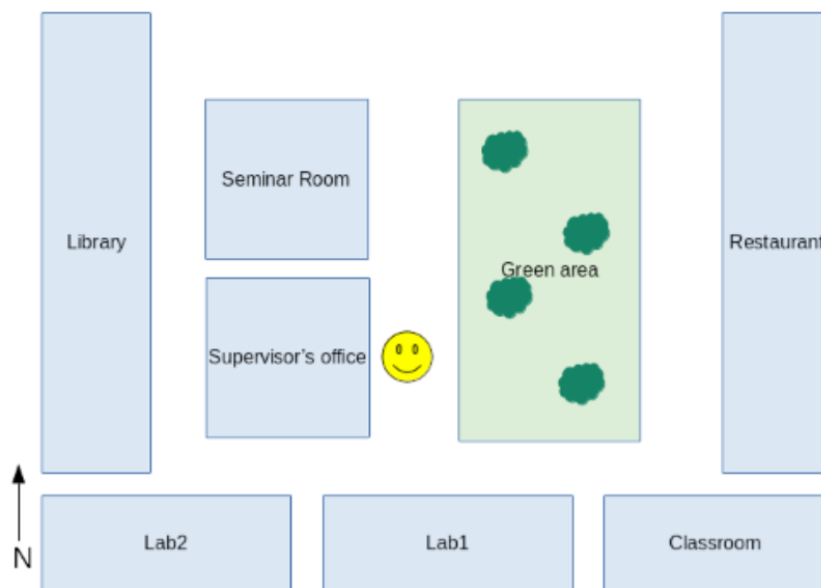 Seminar Room
Library
Restaurant
Green area
Supervisor's office
N
Lab2
Lab1
Classroom